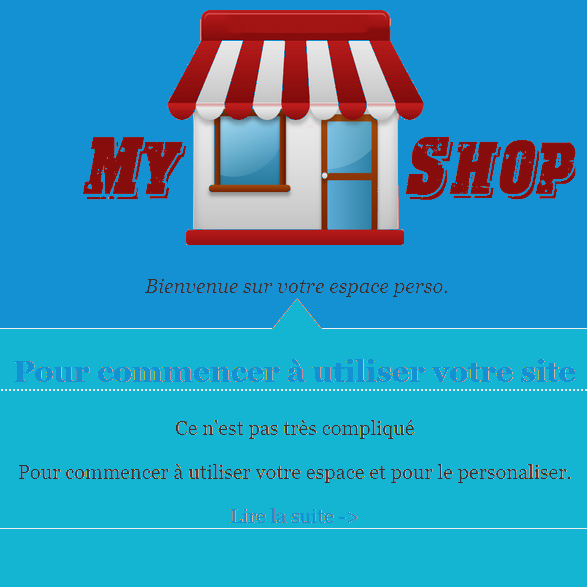 My Shop
Bienvenue sur votre espace perso.
Pour commencer à utiliser votre site
Ce n'est pas très compliqué
Pour commencer à utiliser votre espace et pour le personaliser.
Lire la suite ->